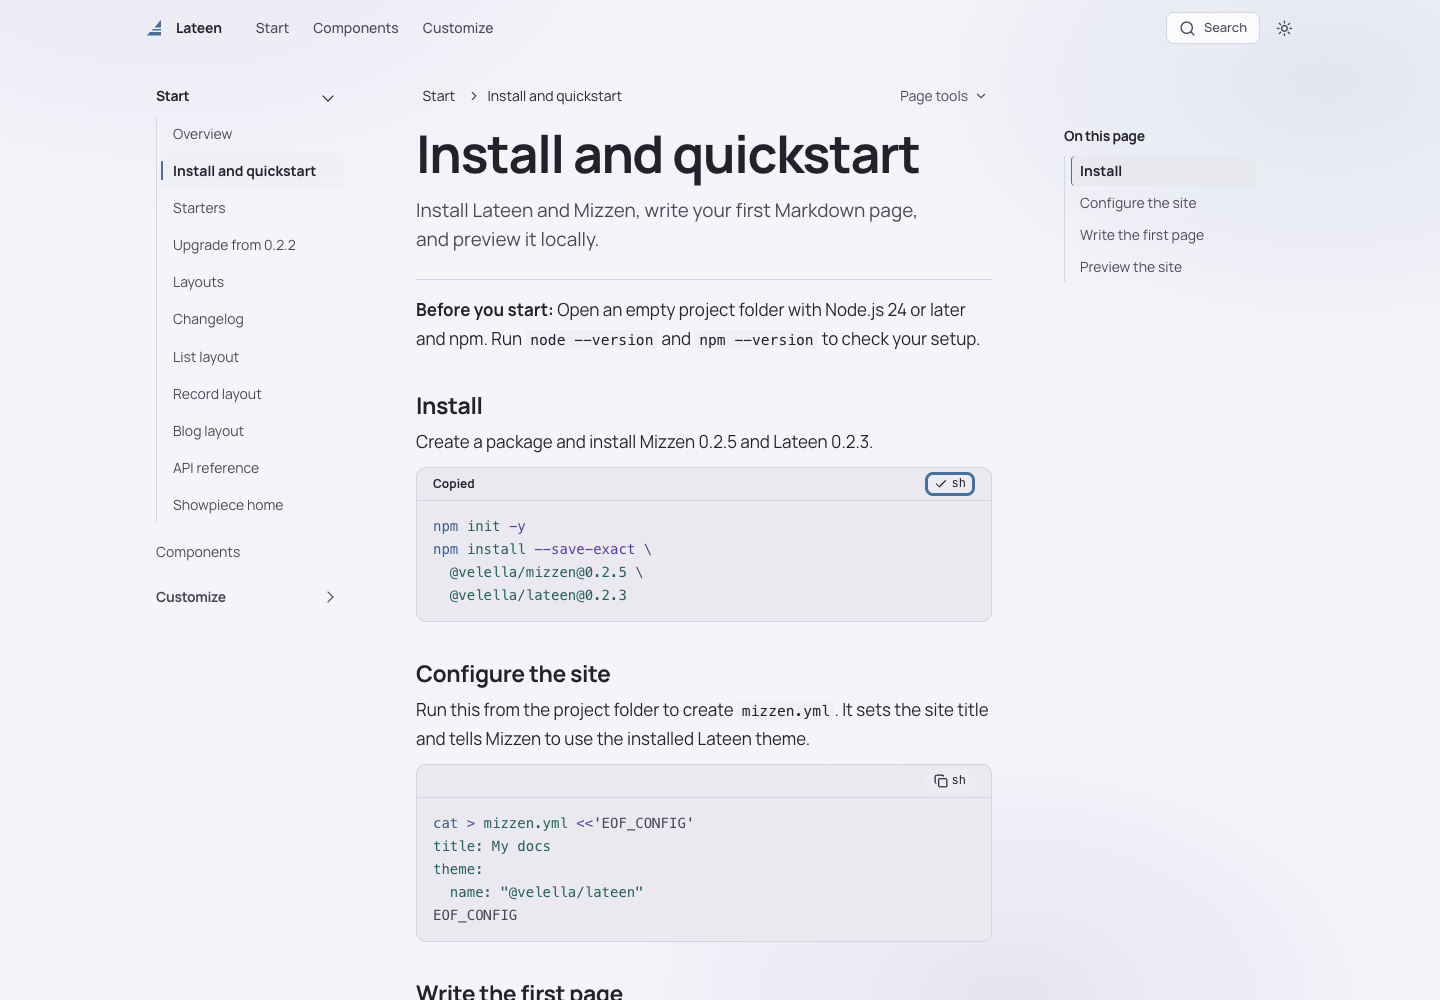 Lateen
Start
Components
Customize
Search
Start
Overview
Install and quickstart
Starters
Upgrade from 0.2.2
Layouts
Changelog
List layout
Record layout
Blog layout
API reference
Showpiece home
Components
Customize
Start
Install and quickstart
Page tools
Install and quickstart
Install Lateen and Mizzen, write your first Markdown page,
and preview it locally.
Before you start: Open an empty project folder with Node.js 24 or later
and npm. Run node --version and npm --version to check your setup.
Install
Create a package and install Mizzen 0.2.5 and Lateen 0.2.3.
Copied
sh
npm init -y
npm install --save-exact \
  @velella/mizzen@0.2.5 \
  @velella/lateen@0.2.3
Configure the site
Run this from the project folder to create mizzen.yml. It sets the site title
and tells Mizzen to use the installed Lateen theme.
sh
cat > mizzen.yml <<'EOF_CONFIG'
title: My docs
theme:
  name: "@velella/lateen"
EOF_CONFIG
Write the first page
On this page
Install
Configure the site
Write the first page
Preview the site